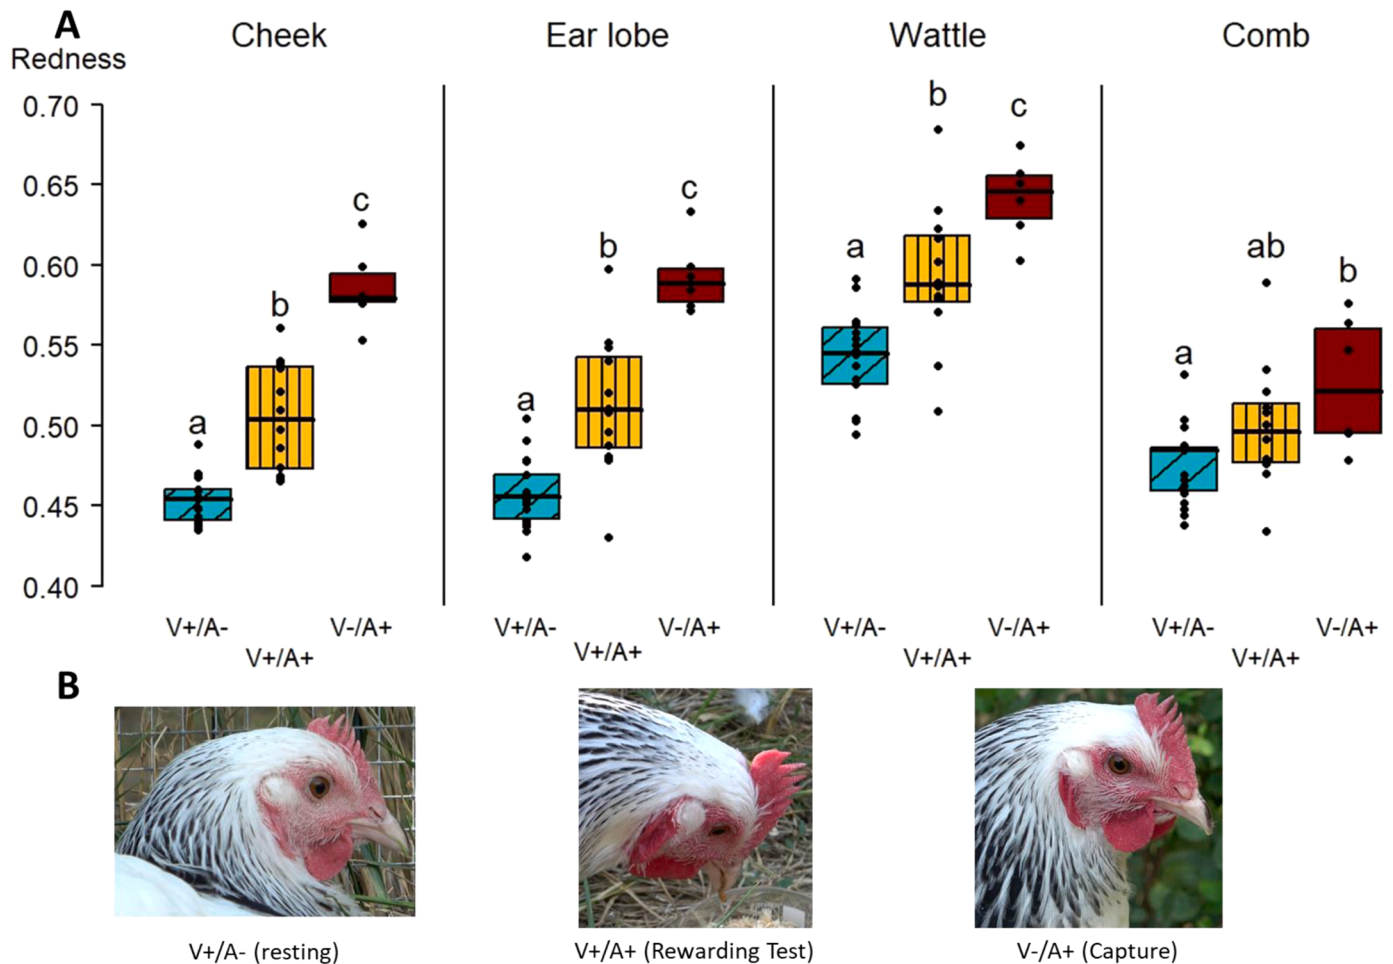 A
Cheek
Ear lobe
Wattle
Comb
Redness
0.70
0.65
0.60
0.55
0.50
0.45
0.40
a
b
c
a
b
c
a
b
c
a
ab
b
V+/A-
V+/A+
V-/A+
V+/A-
V+/A+
V-/A+
V+/A-
V+/A+
V-/A+
V+/A-
V+/A+
V-/A+
B
V+/A- (resting)
V+/A+ (Rewarding Test)
V-/A+ (Capture)